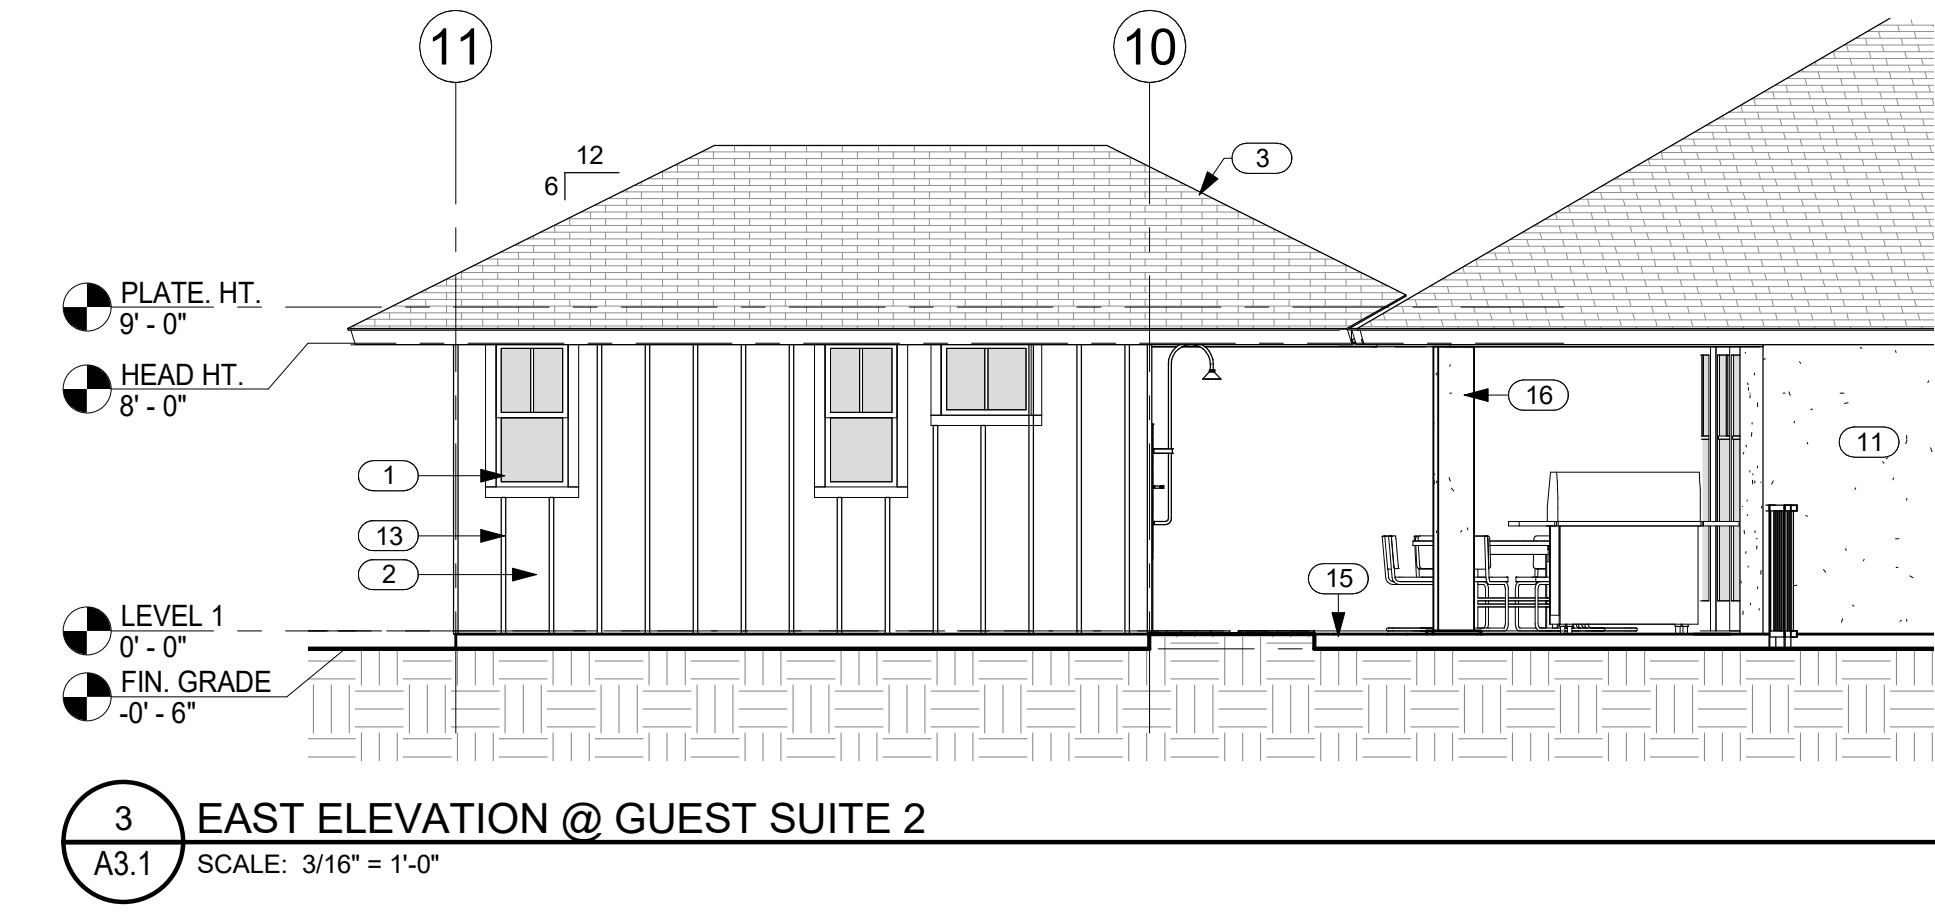 11
10
12
6
3
PLATE. HT.
9' - 0"
HEAD HT.
8' - 0"
16
11
1
13
2
15
LEVEL 1
0' - 0"
FIN. GRADE
-0' - 6"
3
EAST ELEVATION @ GUEST SUITE 2
A3.1
SCALE: 3/16" = 1'-0"